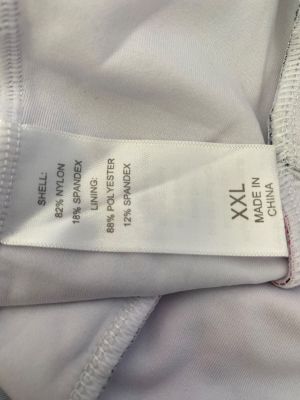 SHELL:
82% NYLON
18% SPANDEX
LINING:
88% POLYESTER
12% SPANDEX
XXL
MADE IN
CHINA